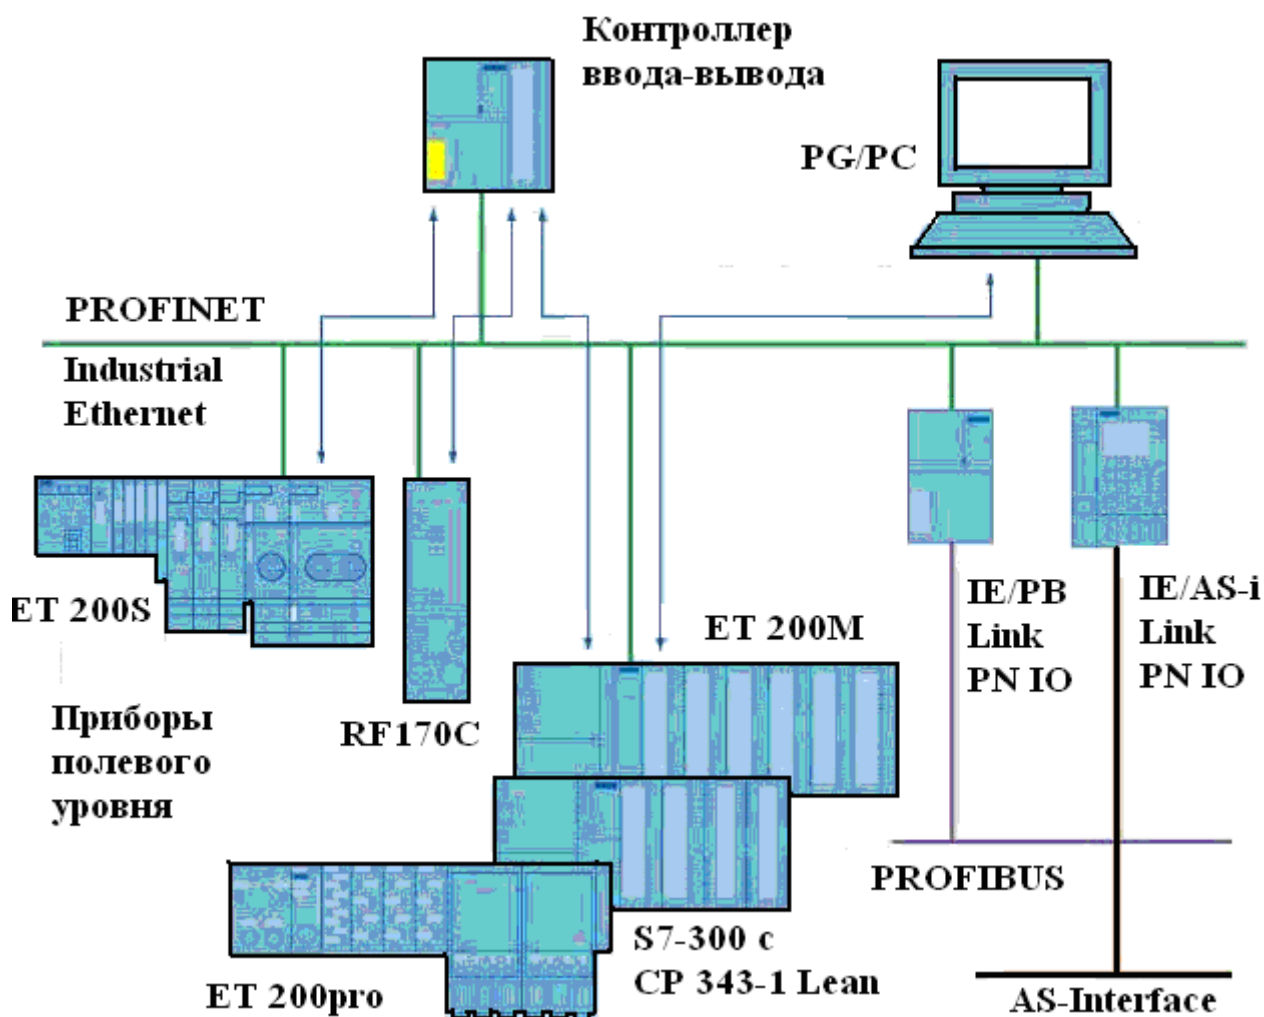 Контроллер
ввода-вывода
PG/PC
PROFINET
Industrial
Ethernet
ET 200S
RF170C
ET 200M
IE/PB
Link
PN IO
IE/AS-i
Link
PN IO
Приборы
полевого
уровня
PROFIBUS
S7-300 с
CP 343-1 Lean
ET 200pro
AS-Interface